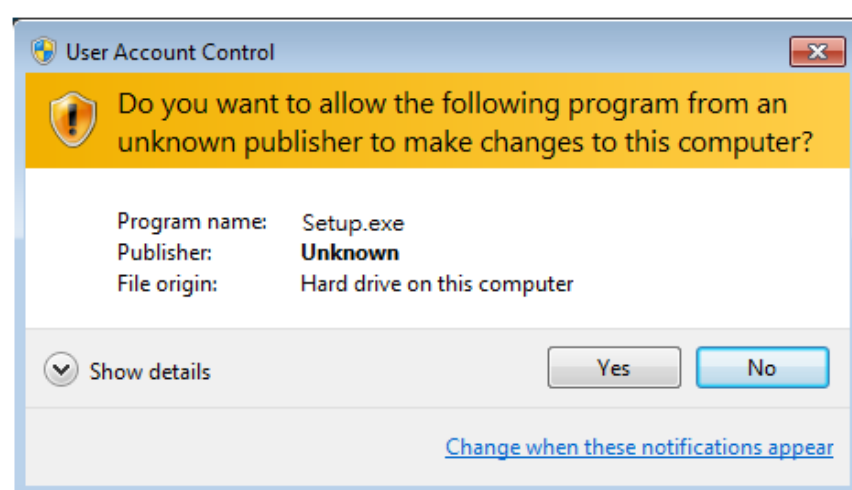 User Account Control
Do you want to allow the following program from an
unknown publisher to make changes to this computer?
Program name: Setup.exe
Publisher: Unknown
File origin: Hard drive on this computer
Show details
Yes
No
Change when these notifications appear